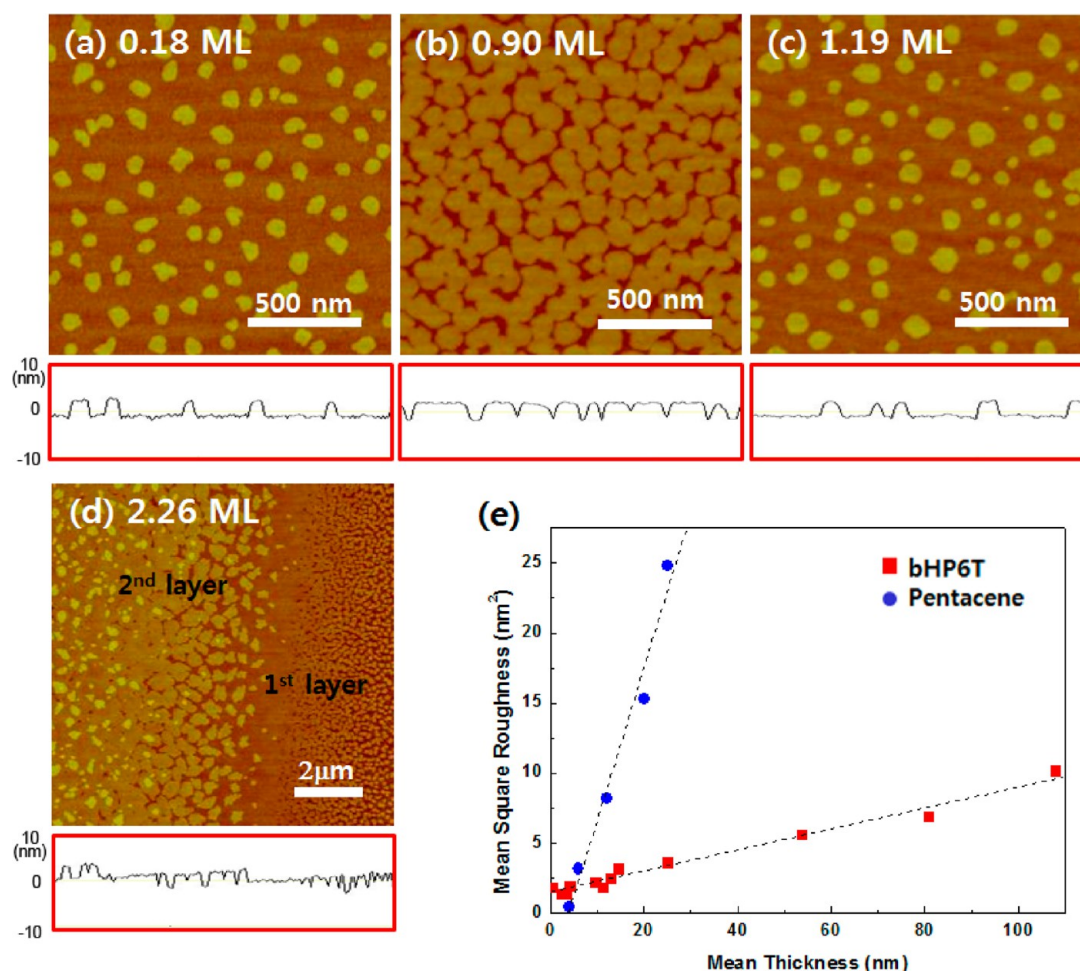 (a) 0.18 ML
500 nm
(b) 0.90 ML
500 nm
(c) 1.19 ML
500 nm
10
(nm)
0
-10
(d) 2.26 ML
2nd layer
1st layer
2μm
10
(nm)
0
-10
(e)
bHP6T
Pentacene
Mean Square Roughness (nm²)
25
25
15
10
5
0
0 20 40 60 80 100
Mean Thickness (nm)